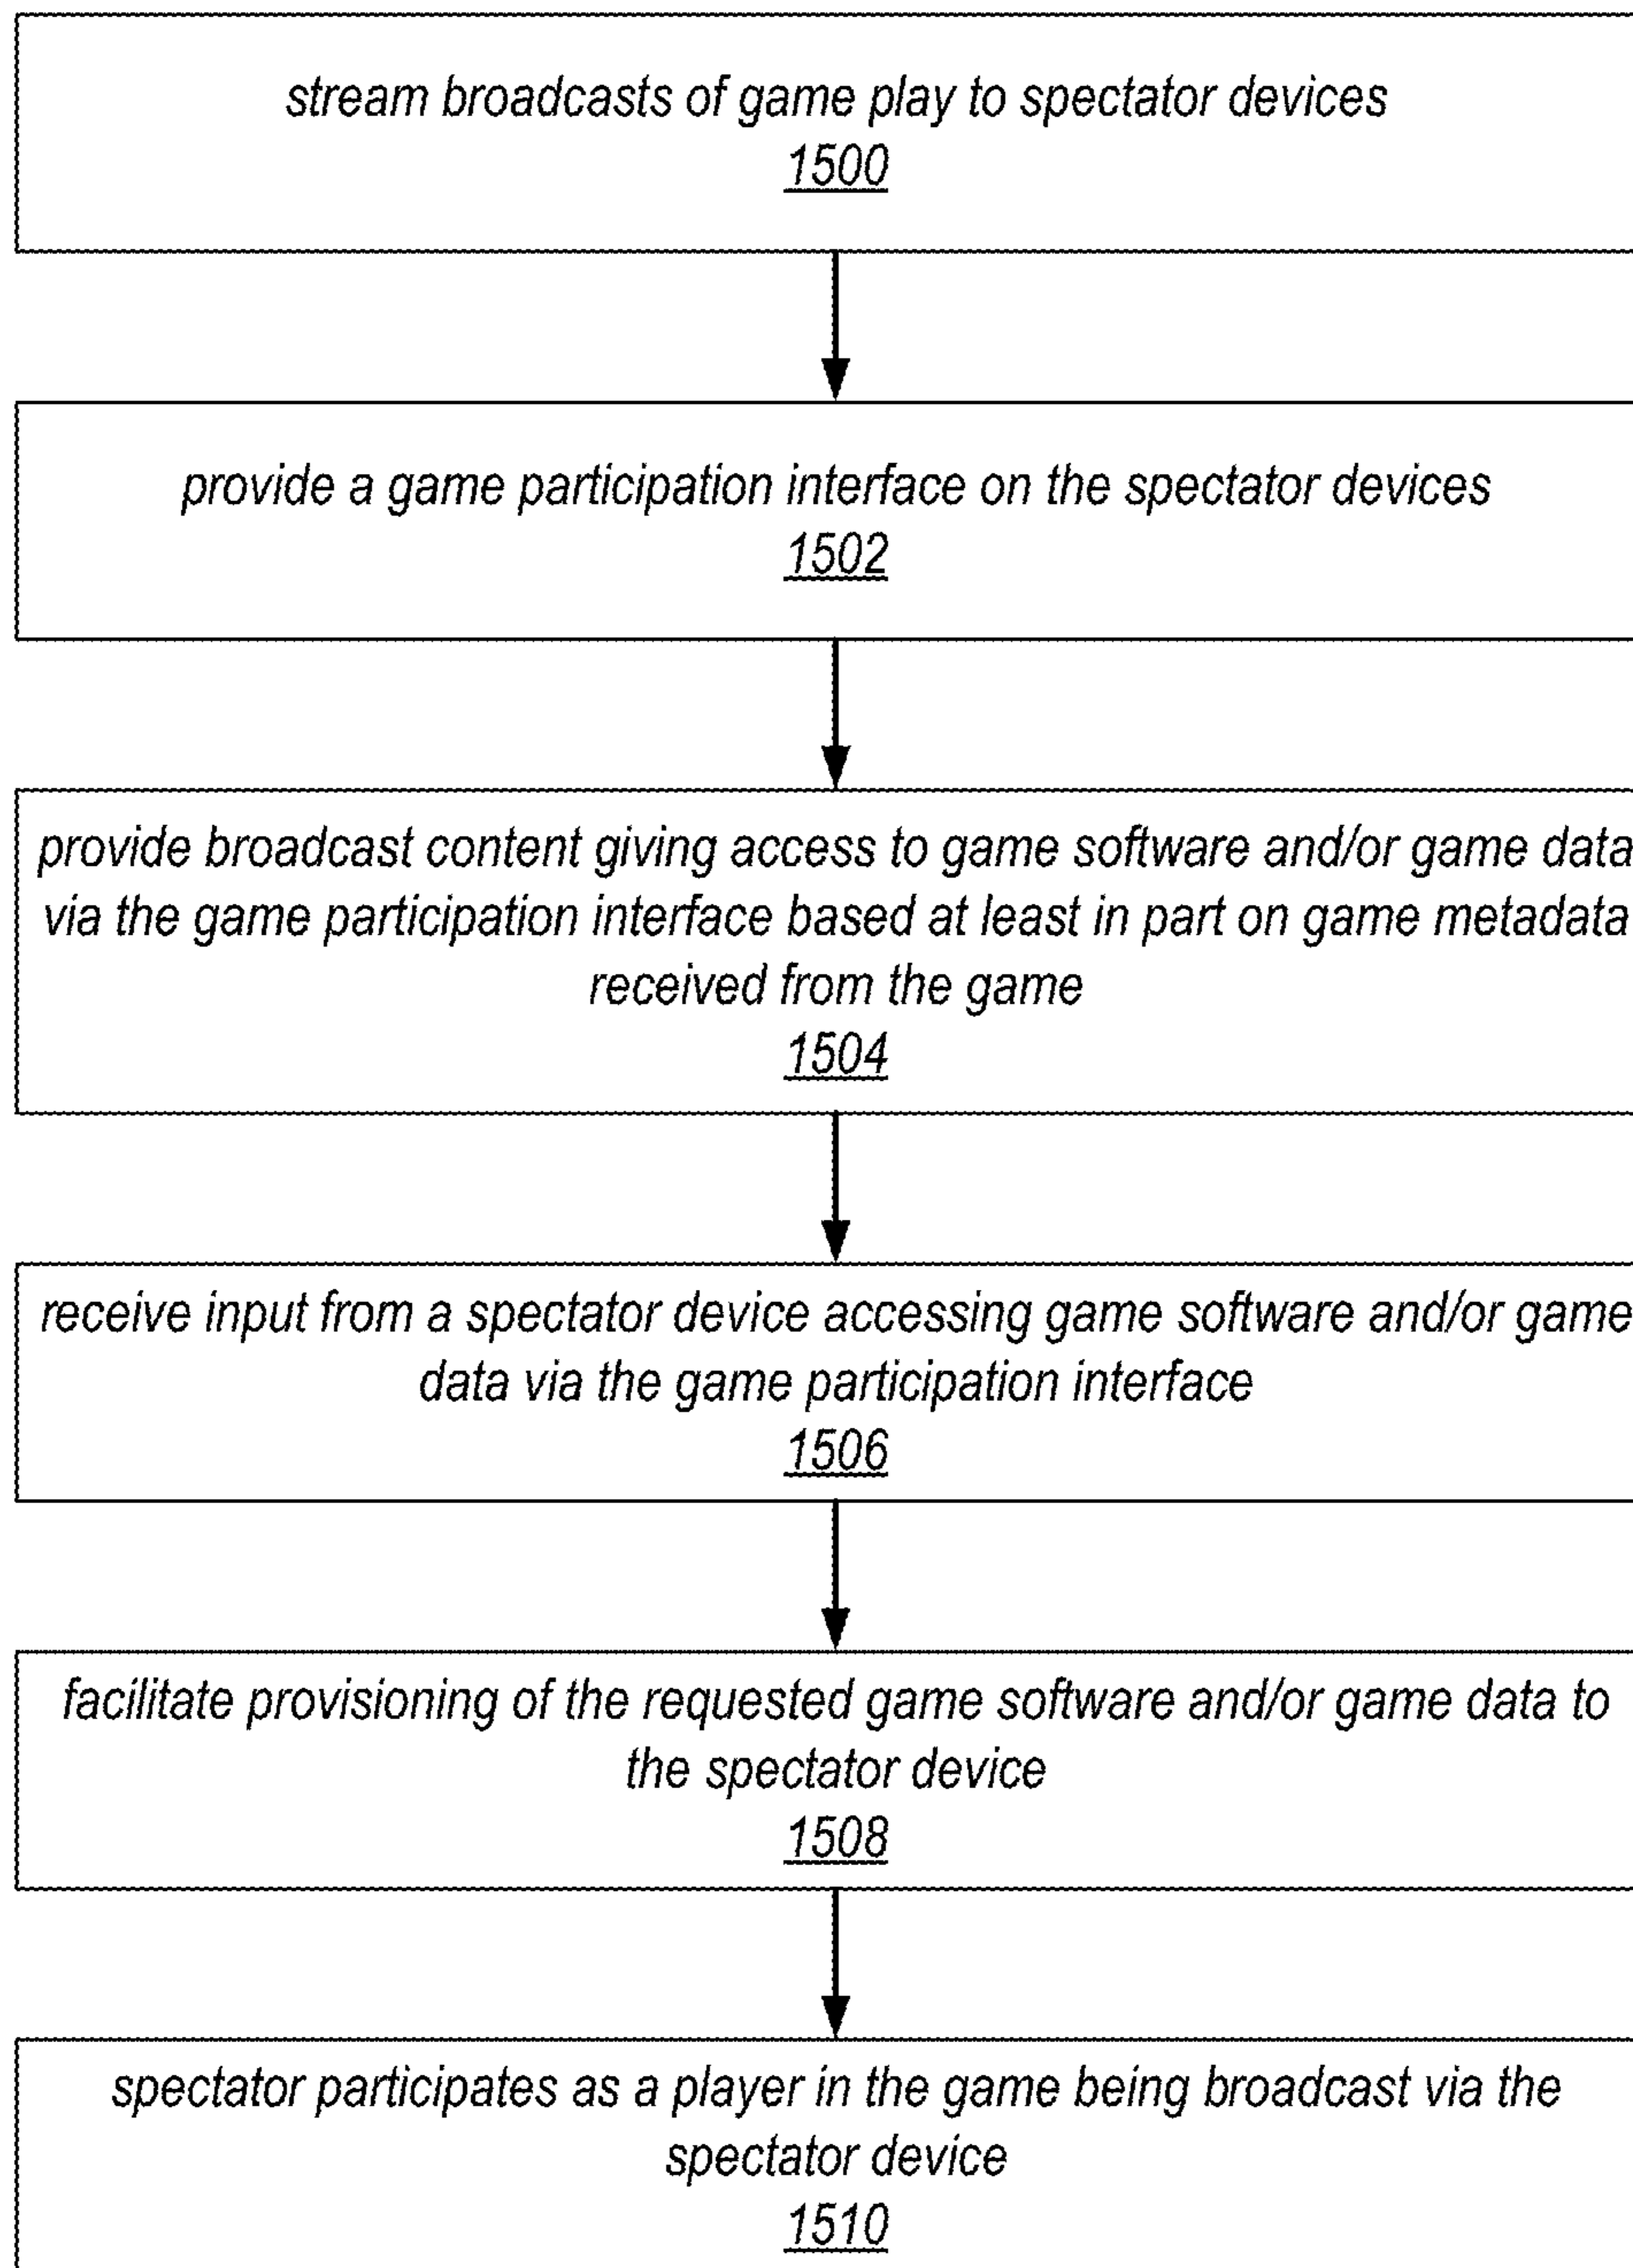 stream broadcasts of game play to spectator devices
1500
provide a game participation interface on the spectator devices
1502
provide broadcast content giving access to game software and/or game data
via the game participation interface based at least in part on game metadata
received from the game
1504
receive input from a spectator device accessing game software and/or game
data via the game participation interface
1506
facilitate provisioning of the requested game software and/or game data to
the spectator device
1508
spectator participates as a player in the game being broadcast via the
spectator device
1510